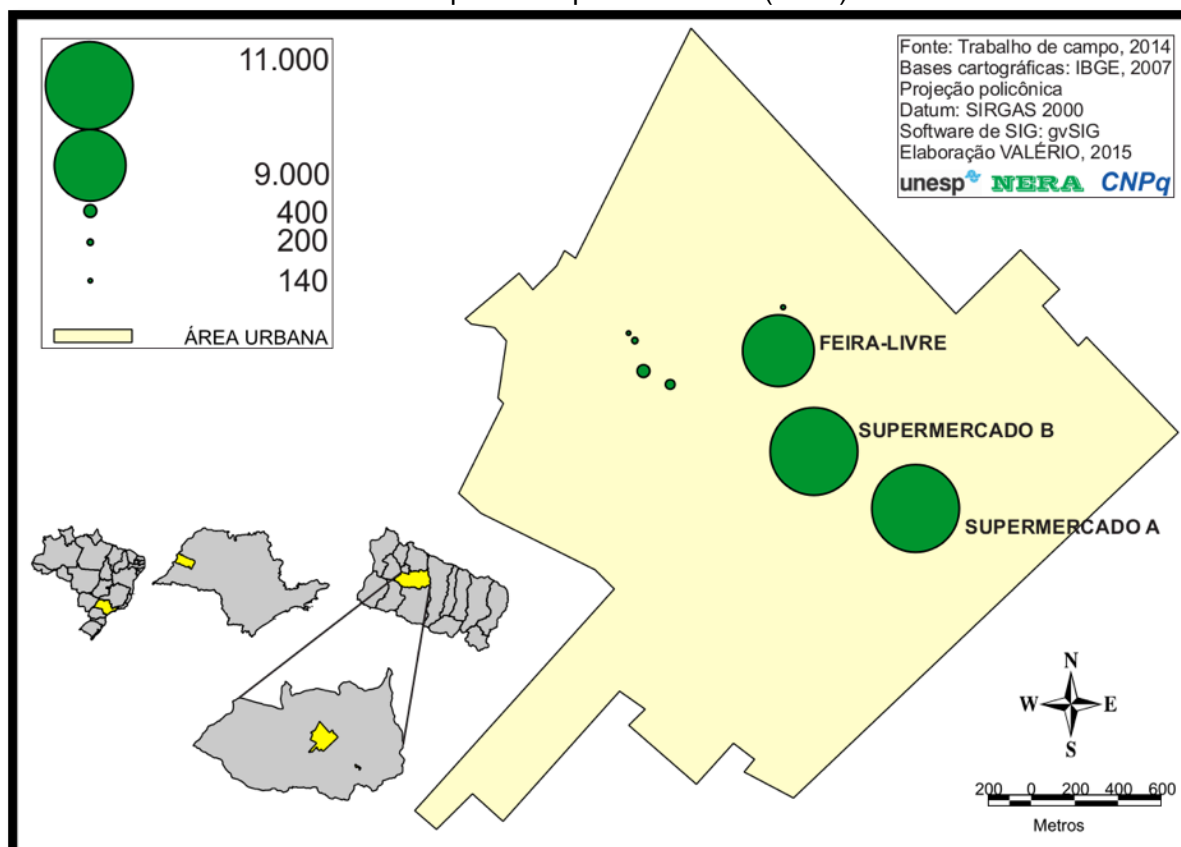 11.000
9.000
400
200
140
ÁREA URBANA
Fonte: Trabalho de campo, 2014
Bases cartográficas: IBGE, 2007
Projeção policônica
Datum: SIRGAS 2000
Software de SIG: gvSIG
Elaboração VALÉRIO, 2015
unesp NERA CNPq
FEIRA-LIVRE
SUPERMERCADO B
SUPERMERCADO A
N
W E
S
200 0 200 400 600
Metros